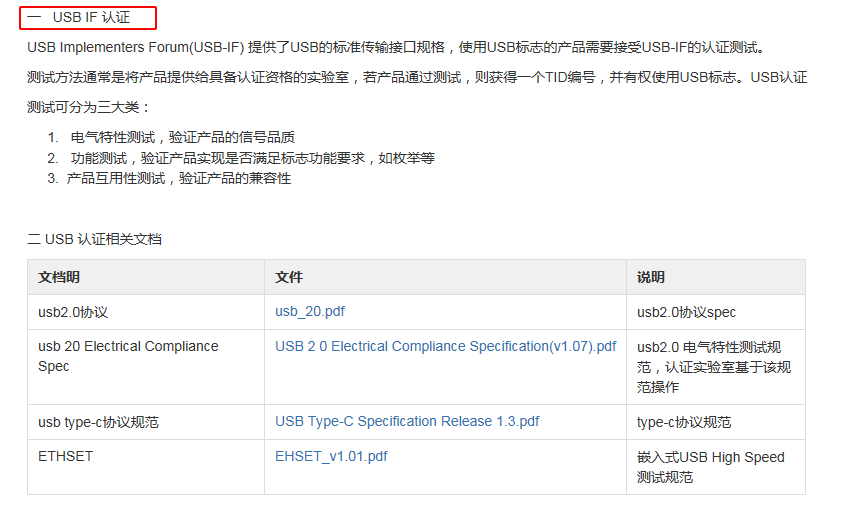 一 USB IF 认证
USB Implementers Forum(USB-IF) 提供了USB的标准传输接口规格，使用USB标志的产品需要接受USB-IF的认证测试。
测试方法通常是将产品提供给具备认证资格的实验室，若产品通过测试，则获得一个TID编号，并有权使用USB标志。USB认证
测试可分为三大类：
1. 电气特性测试，验证产品的信号品质
2. 功能测试，验证产品实现是否满足标志功能要求，如枚举等
3. 产品互用性测试，验证产品的兼容性
二 USB 认证相关文档
文档明 文件 说明
usb2.0协议 usb_20.pdf usb2.0协议spec
usb 20 Electrical Compliance
Spec
USB 2 0 Electrical Compliance Specification(v1.07).pdf
usb2.0 电气特性测试规
范，认证实验室基于该规
范操作
usb type-c协议规范 USB Type-C Specification Release 1.3.pdf type-c协议规范
ETHSET EHSET_v1.01.pdf
嵌入式USB High Speed
测试规范